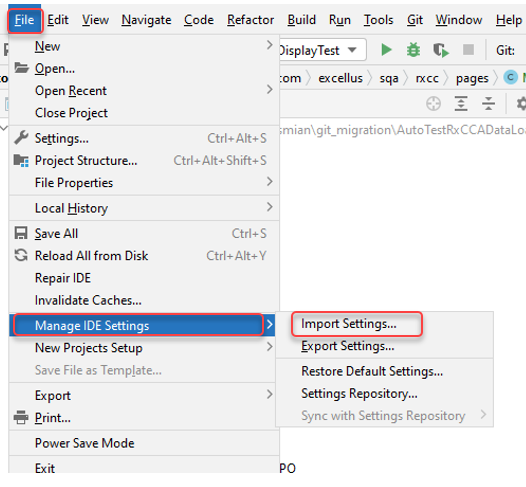 File Edit View Navigate Code Refactor Build Run Tools Git Window Help
DisplayTest Git:
com excellus sqa rxcc pages C
smian\git_migration\AutoTestRxCCADataLoa
New
Open...
Open Recent
Close Project
Settings... Ctrl+Alt+S
Project Structure... Ctrl+Alt+Shift+S
File Properties
Local History
Save All Ctrl+S
Reload All from Disk Ctrl+Alt+Y
Repair IDE
Invalidate Caches...
Manage IDE Settings
Import Settings...
Export Settings...
Restore Default Settings...
Settings Repository...
Sync with Settings Repository
New Projects Setup
Save File as Template...
Export
Print...
Power Save Mode
Exit
PO